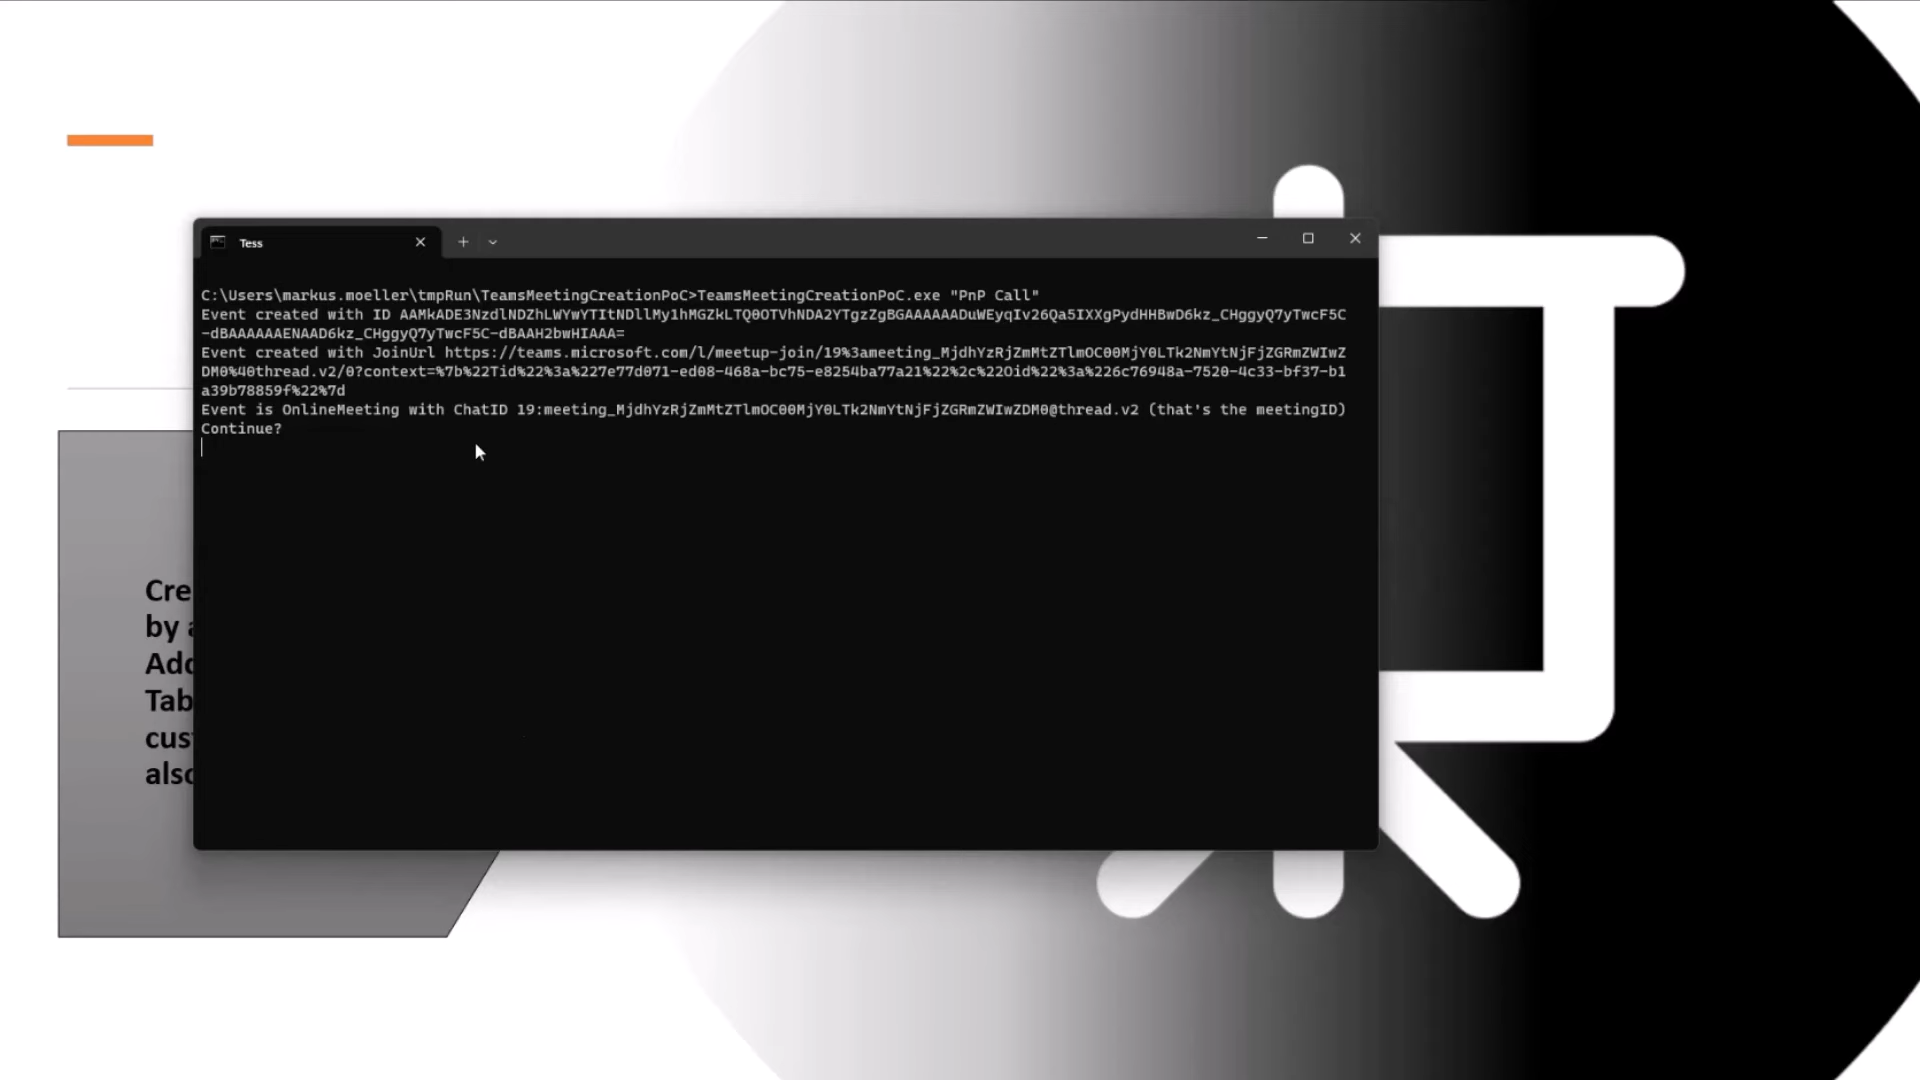 Tess
C:\Users\markus.moeller\tmpRun\TeamsMeetingCreationPoC>TeamsMeetingCreationPoC.exe "PnP Call"
Event created with ID AAMkADE3NzdlNDZhLWYwYTItNDllMy1hMGZkLTQ0OTVhNDA2YTgzZgBGAAAAAADuWEyqIv26Qa5IXXgPydHHBwD6kz_CHggyQ7yTwcF5C
-dBAAAAAAENAAD6kz_CHggyQ7yTwcF5C-dBAAH2bwHIAAA=
Event created with JoinUrl https://teams.microsoft.com/l/meetup-join/19%3ameeting_MjdhYzRjZmMtZTlmOC00MjY0LTk2NmYtNjFjZGRmZWIwZ
DM0%40thread.v2/0?context=%7b%22Tid%22%3a%227e77d071-ed08-468a-bc75-e8254ba77a21%22%2c%22Oid%22%3a%226c76948a-7520-4c33-bf37-b1
a39b78859f%22%7d
Event is OnlineMeeting with ChatID 19:meeting_MjdhYzRjZmMtZTlmOC00MjY0LTk2NmYtNjFjZGRmZWIwZDM0@thread.v2 (that's the meetingID)
Continue?
Cre
by a
Add
Tab
cus
also